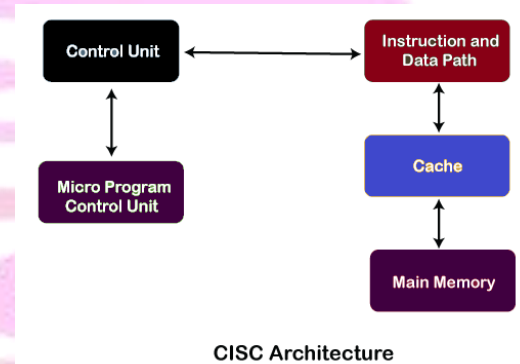 Control Unit
Instruction and
Data Path
Cache
Micro Program
Control Unit
Main Memory
CISC Architecture